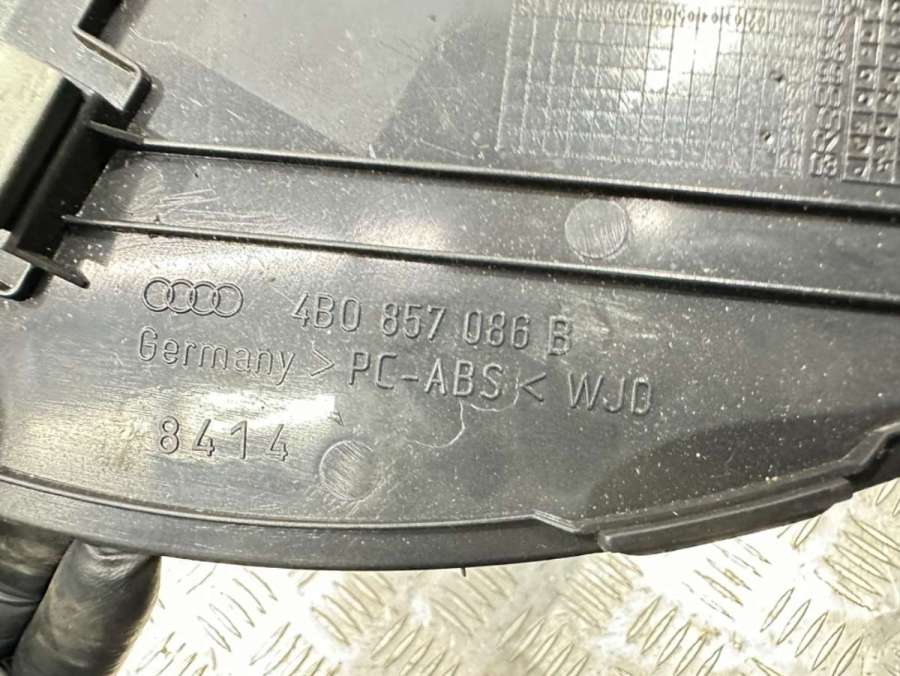 4B0 857 086 B
Germany >PC-ABS< WJD
8414